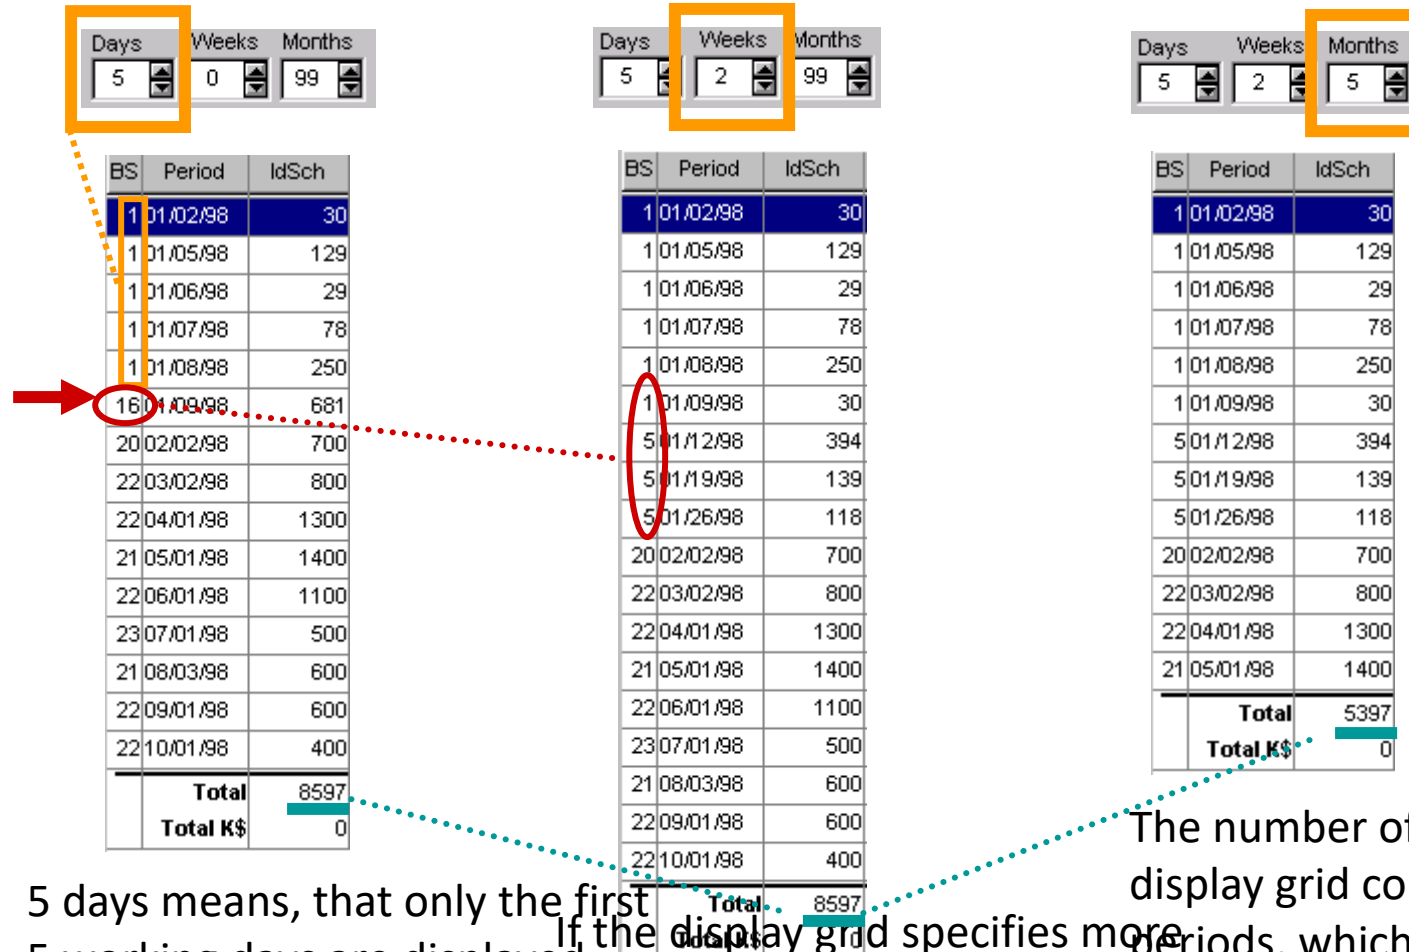 Days Weeks Months
5 0 99
BS Period IdSch
1 01/02/98 30
1 01/05/98 129
1 01/06/98 29
1 01/07/98 78
1 01/08/98 250
16 01/09/98 681
20 02/02/98 700
22 03/02/98 800
22 04/01/98 1300
21 05/01/98 1400
22 06/01/98 1100
23 07/01/98 500
21 08/03/98 600
22 09/01/98 600
22 10/01/98 400
Total 8597
Total K$ 0
5 days means, that only the first
5 working days are displayed
Days Weeks Months
5 2 99
BS Period IdSch
1 01/02/98 30
1 01/05/98 129
1 01/06/98 29
1 01/07/98 78
1 01/08/98 250
1 01/09/98 30
5 01/12/98 394
5 01/19/98 139
5 01/26/98 118
20 02/02/98 700
22 03/02/98 800
22 04/01/98 1300
21 05/01/98 1400
22 06/01/98 1100
23 07/01/98 500
21 08/03/98 600
22 09/01/98 600
22 10/01/98 400
Total 8597
Total K$ 0
If the display grid specifies more
Days Weeks Months
5 2 5
BS Period IdSch
1 01/02/98 30
1 01/05/98 129
1 01/06/98 29
1 01/07/98 78
1 01/08/98 250
1 01/09/98 30
5 01/12/98 394
5 01/19/98 139
5 01/26/98 118
20 02/02/98 700
22 03/02/98 800
22 04/01/98 1300
21 05/01/98 1400
Total 5397
Total K$ 0
The number of
display grid co
periods, which